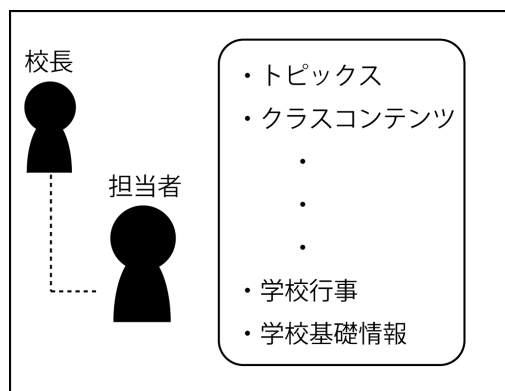 校長
担当者
・トピックス
・クラスコンテンツ
・
・
・
・学校行事
・学校基礎情報